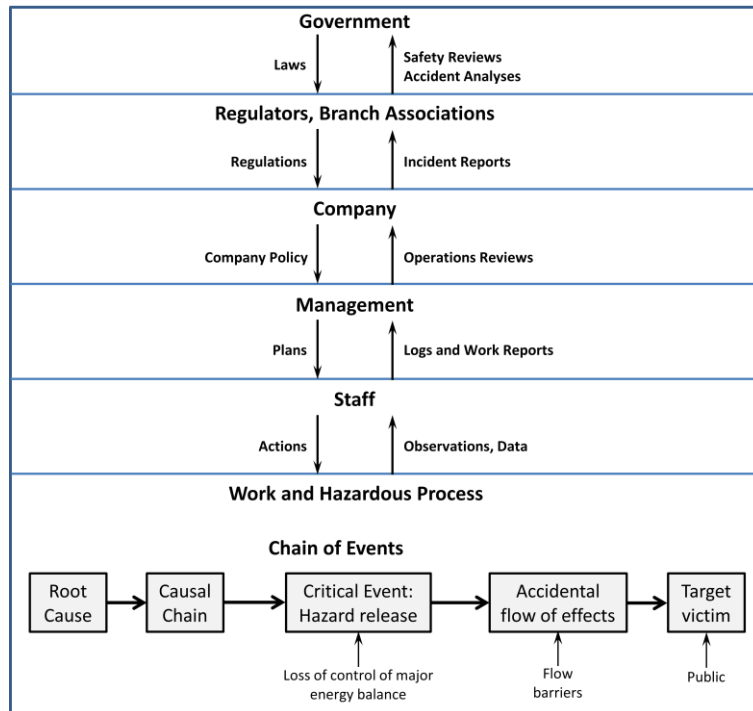 Government
Laws
Safety Reviews
Accident Analyses
Regulators, Branch Associations
Regulations
Incident Reports
Company
Company Policy
Operations Reviews
Management
Plans
Logs and Work Reports
Staff
Actions
Observations, Data
Work and Hazardous Process
Chain of Events
Root
Cause
Causal
Chain
Critical Event:
Hazard release
Accidental
flow of effects
Target
victim
Loss of control of major
energy balance
Flow
barriers
Public